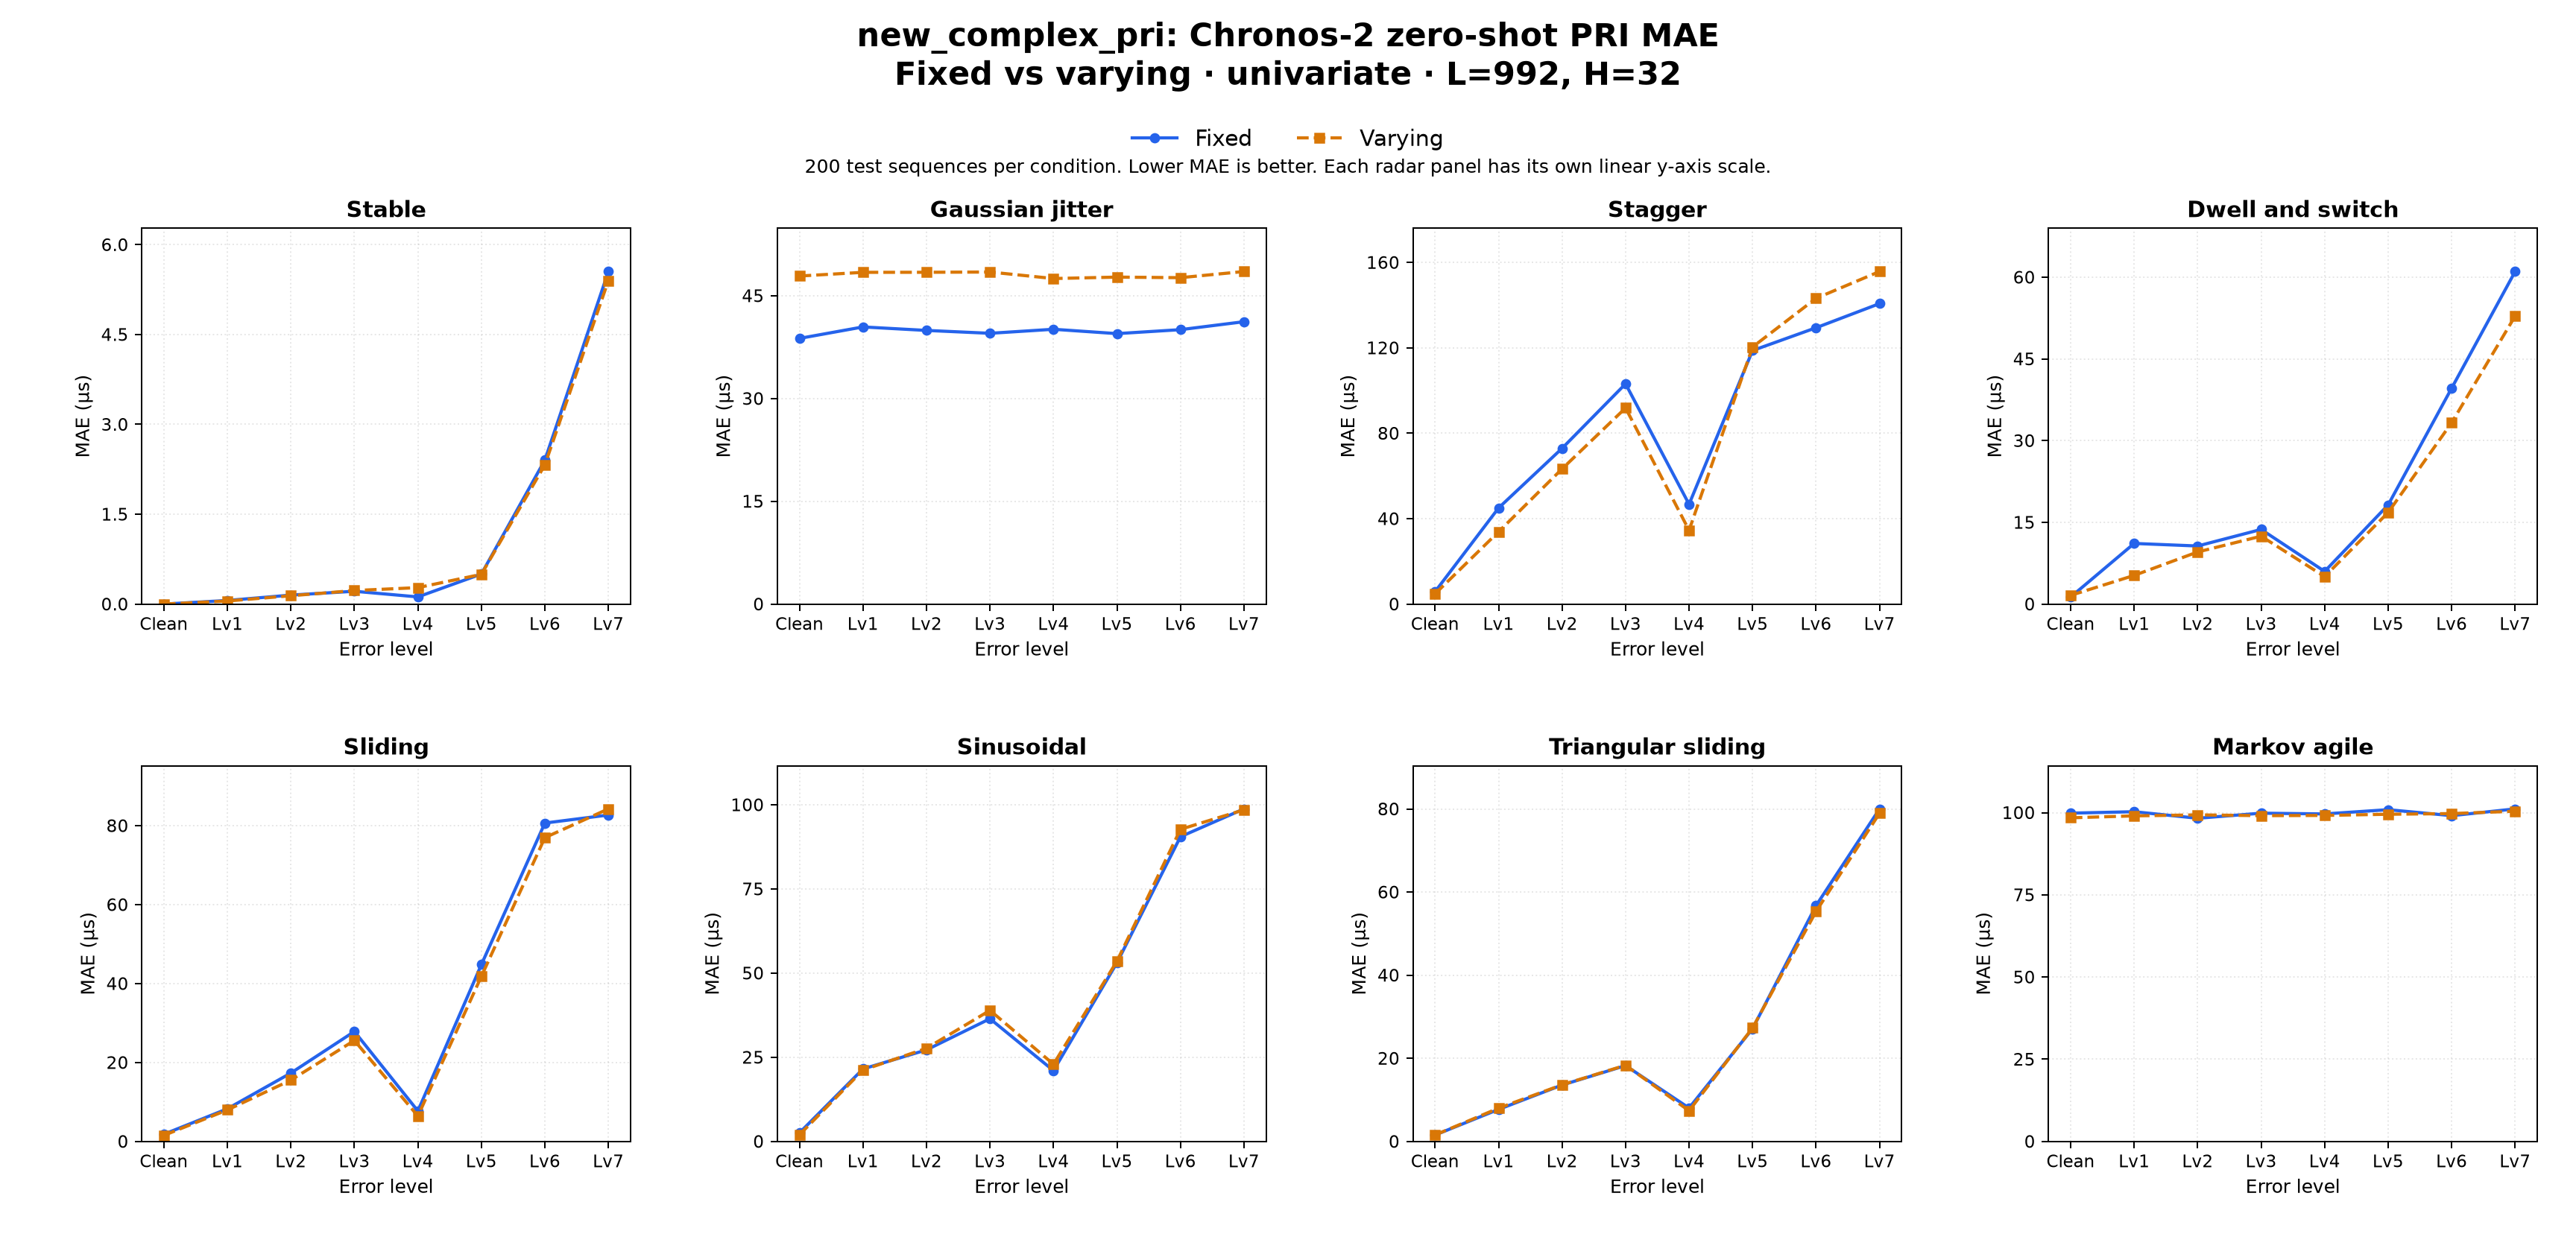 new_complex_pri: Chronos-2 zero-shot PRI MAE
Fixed vs varying · univariate · L=992, H=32
Fixed Varying
200 test sequences per condition. Lower MAE is better. Each radar panel has its own linear y-axis scale.
Stable
6.0
4.5
3.0
1.5
0.0
MAE (µs)
Clean Lv1 Lv2 Lv3 Lv4 Lv5 Lv6 Lv7
Error level
Gaussian jitter
45
30
15
0
MAE (µs)
Clean Lv1 Lv2 Lv3 Lv4 Lv5 Lv6 Lv7
Error level
Stagger
160
120
80
40
0
MAE (µs)
Clean Lv1 Lv2 Lv3 Lv4 Lv5 Lv6 Lv7
Error level
Dwell and switch
60
45
30
15
0
MAE (µs)
Clean Lv1 Lv2 Lv3 Lv4 Lv5 Lv6 Lv7
Error level
Sliding
80
60
40
20
0
MAE (µs)
Clean Lv1 Lv2 Lv3 Lv4 Lv5 Lv6 Lv7
Error level
Sinusoidal
100
75
50
25
0
MAE (µs)
Clean Lv1 Lv2 Lv3 Lv4 Lv5 Lv6 Lv7
Error level
Triangular sliding
80
60
40
20
0
MAE (µs)
Clean Lv1 Lv2 Lv3 Lv4 Lv5 Lv6 Lv7
Error level
Markov agile
100
75
50
25
0
MAE (µs)
Clean Lv1 Lv2 Lv3 Lv4 Lv5 Lv6 Lv7
Error level